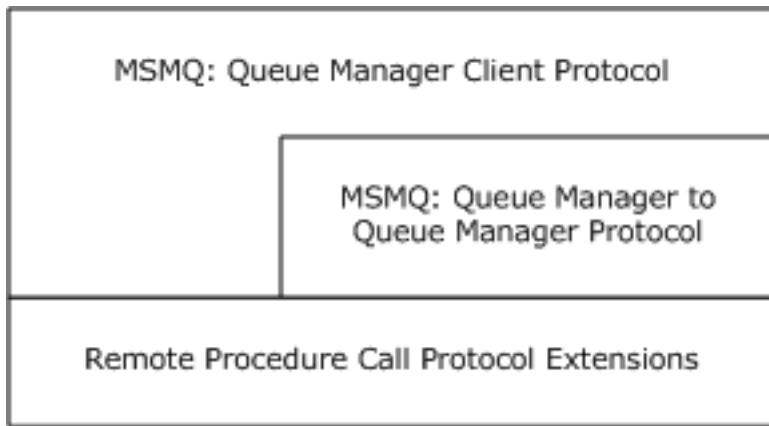 MSMQ: Queue Manager Client Protocol
MSMQ: Queue Manager to
Queue Manager Protocol
Remote Procedure Call Protocol Extensions